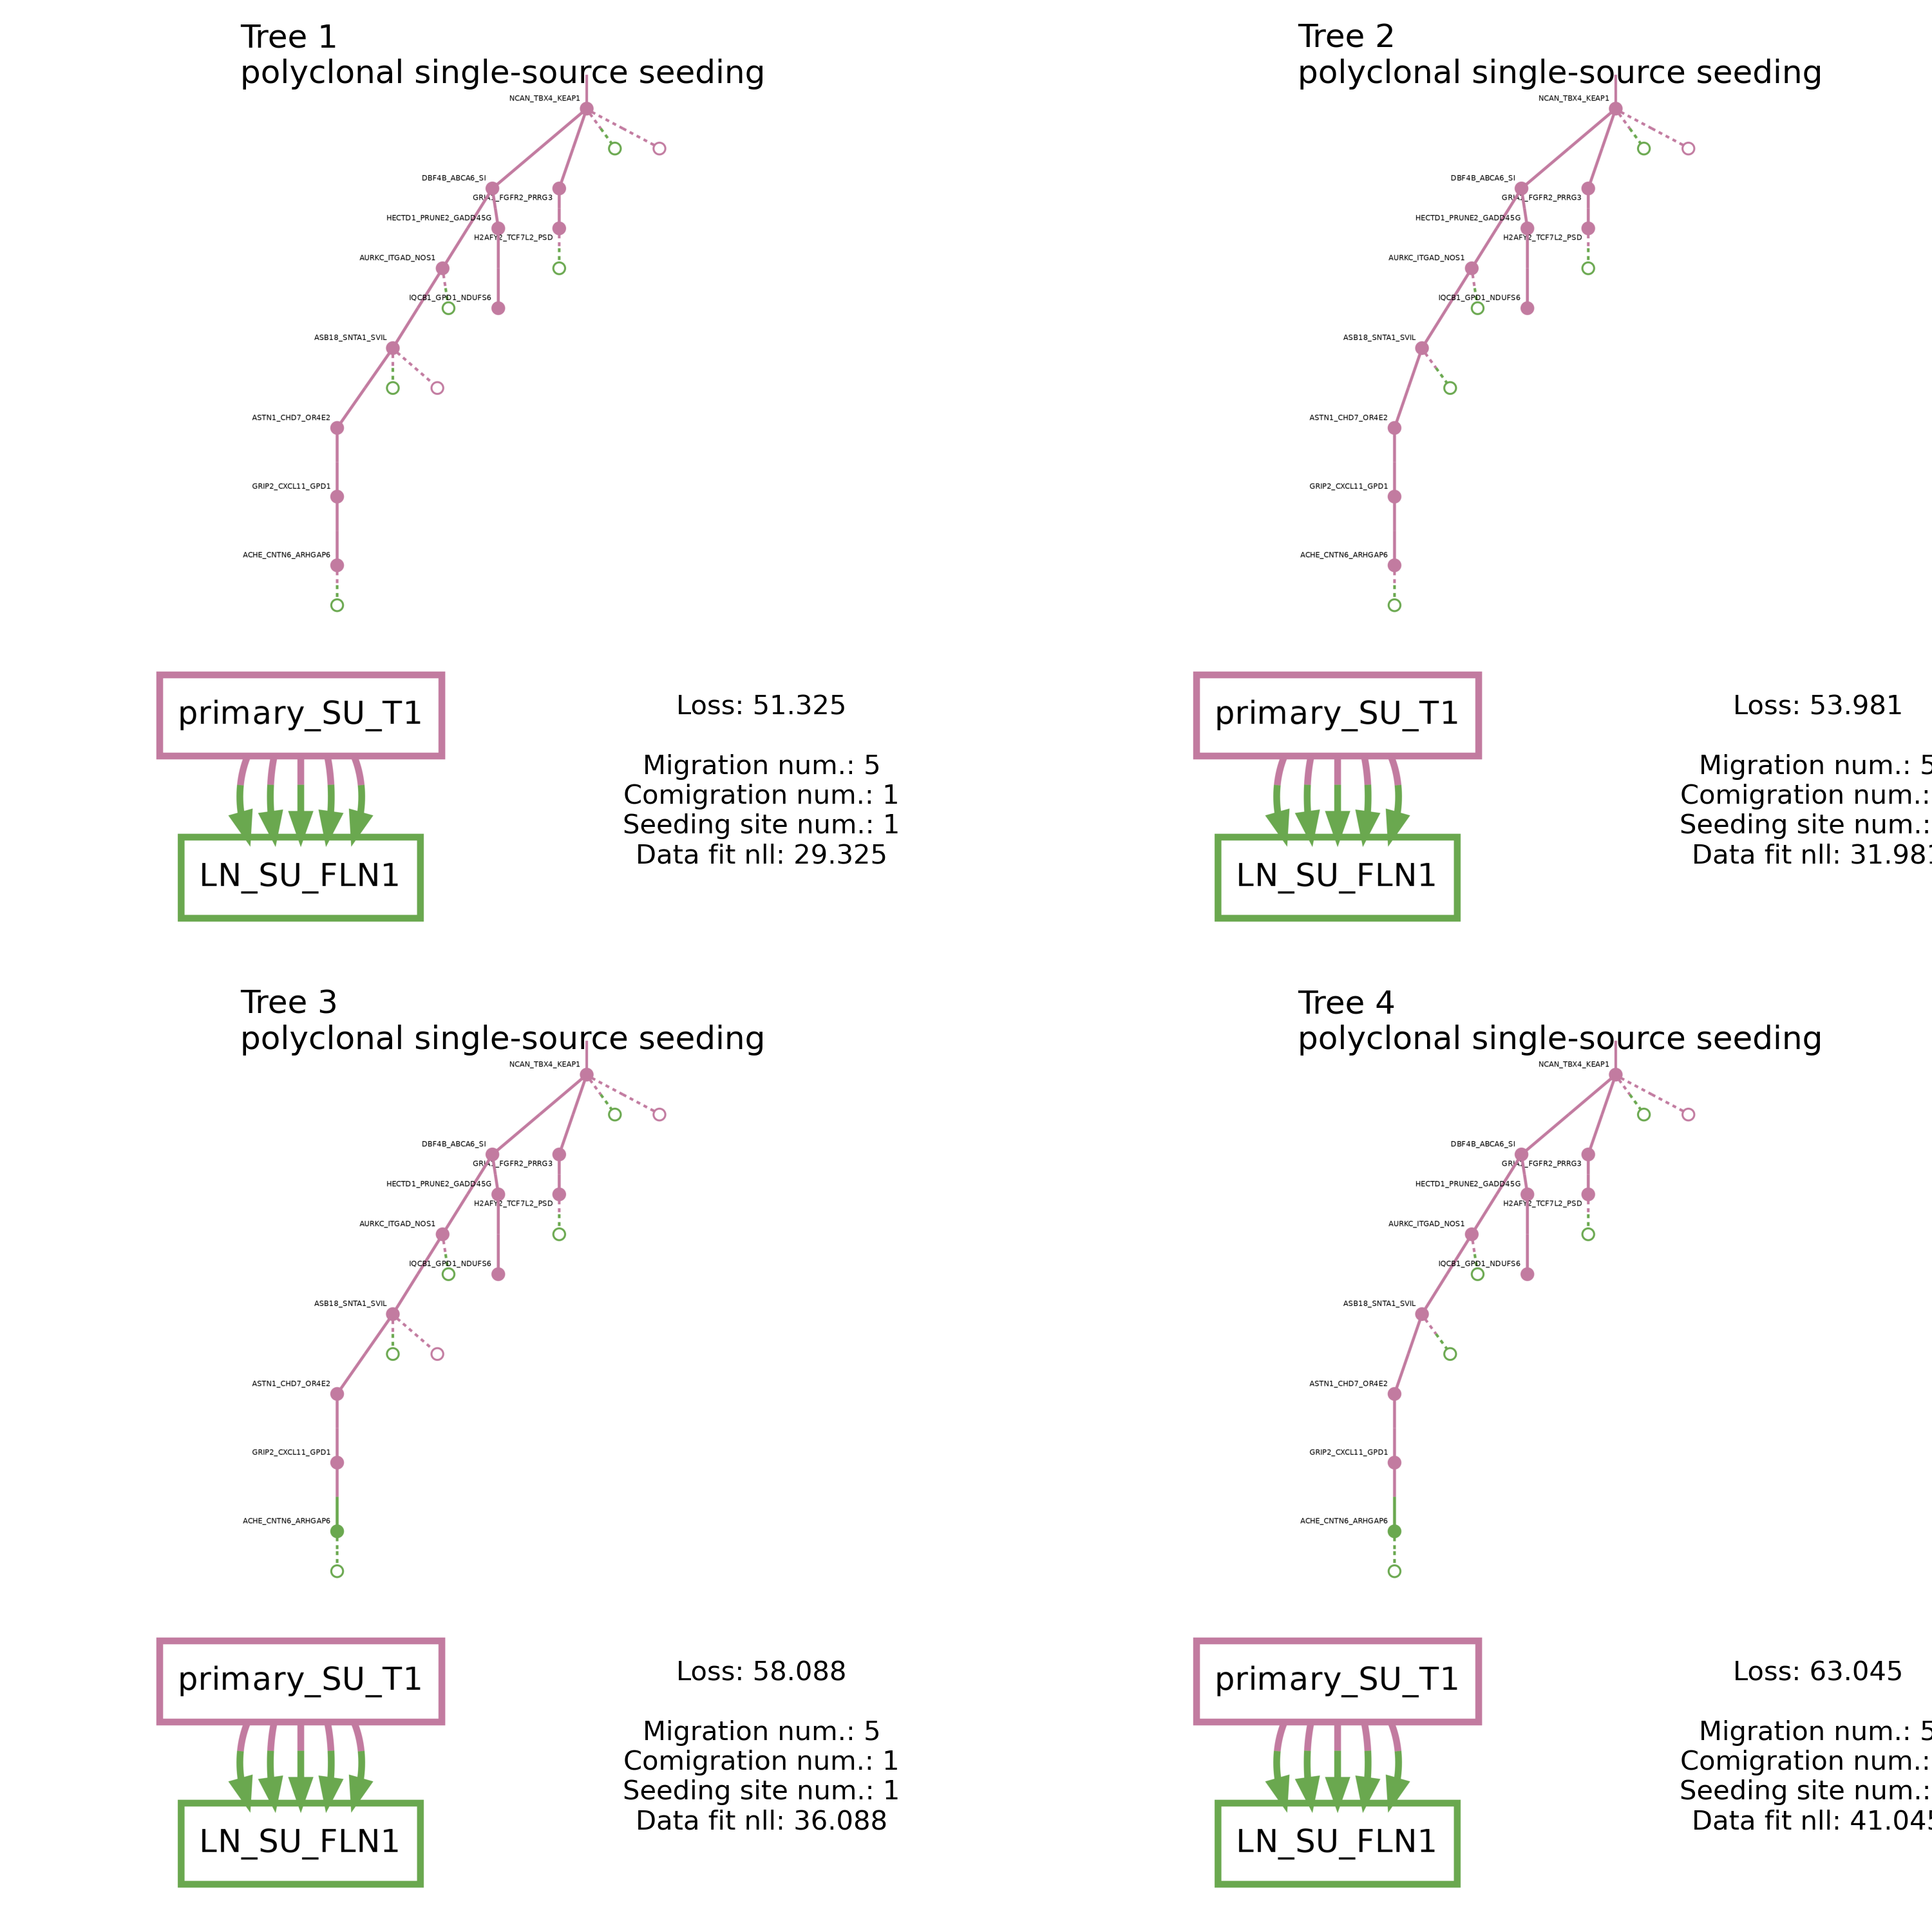 Tree 1
polyclonal single-source seeding
NCAN_TBX4_KEAP1
DBF4B_ABCA6_SI
HECTD1_PRUNE2_GADD45G
H2AFY2_TCF7L2_PSD
AURKC_ITGAD_NOS1
IQCB1_GPD1_NDUFS6
ASB18_SNTA1_SVIL
ASTN1_CHD7_OR4E2
GRIP2_CXCL11_GPD1
ACHE_CNTN6_ARHGAP6
primary_SU_T1
LN_SU_FLN1
Loss: 51.325
Migration num.: 5
Comigration num.: 1
Seeding site num.: 1
Data fit nll: 29.325
Tree 2
polyclonal single-source seeding
NCAN_TBX4_KEAP1
DBF4B_ABCA6_SI
HECTD1_PRUNE2_GADD45G
H2AFY2_TCF7L2_PSD
AURKC_ITGAD_NOS1
IQCB1_GPD1_NDUFS6
ASB18_SNTA1_SVIL
ASTN1_CHD7_OR4E2
GRIP2_CXCL11_GPD1
ACHE_CNTN6_ARHGAP6
primary_SU_T1
LN_SU_FLN1
Loss: 53.981
Migration num.: 5
Comigration num.:
Seeding site num.:
Data fit nll: 31.981
Tree 3
polyclonal single-source seeding
NCAN_TBX4_KEAP1
DBF4B_ABCA6_SI
HECTD1_PRUNE2_GADD45G
H2AFY2_TCF7L2_PSD
AURKC_ITGAD_NOS1
IQCB1_GPD1_NDUFS6
ASB18_SNTA1_SVIL
ASTN1_CHD7_OR4E2
GRIP2_CXCL11_GPD1
ACHE_CNTN6_ARHGAP6
primary_SU_T1
LN_SU_FLN1
Loss: 58.088
Migration num.: 5
Comigration num.: 1
Seeding site num.: 1
Data fit nll: 36.088
Tree 4
polyclonal single-source seeding
NCAN_TBX4_KEAP1
DBF4B_ABCA6_SI
HECTD1_PRUNE2_GADD45G
H2AFY2_TCF7L2_PSD
AURKC_ITGAD_NOS1
IQCB1_GPD1_NDUFS6
ASB18_SNTA1_SVIL
ASTN1_CHD7_OR4E2
GRIP2_CXCL11_GPD1
ACHE_CNTN6_ARHGAP6
primary_SU_T1
LN_SU_FLN1
Loss: 63.045
Migration num.: 5
Comigration num.:
Seeding site num.:
Data fit nll: 41.045